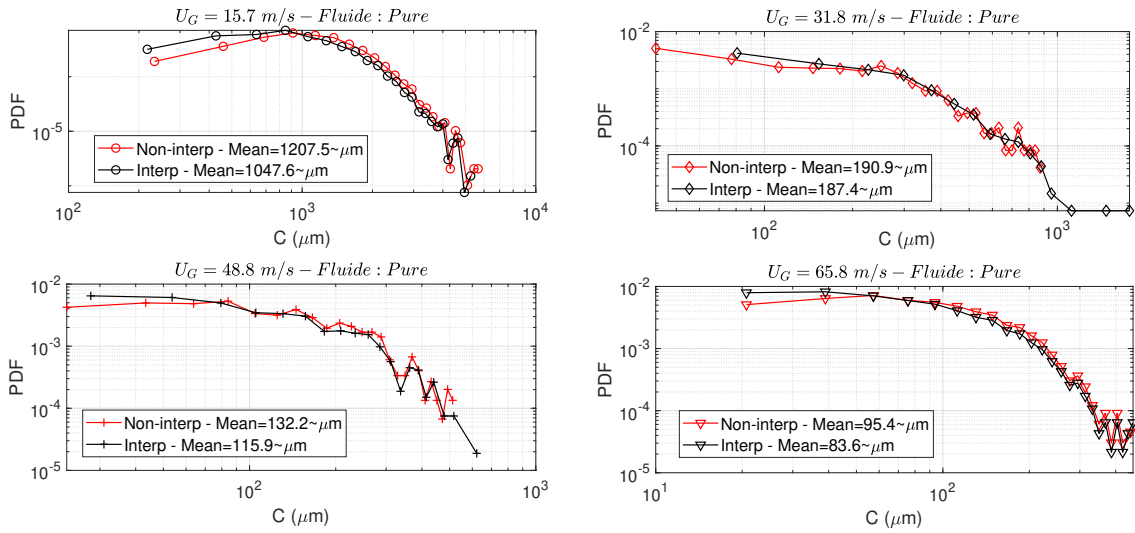 U_G = 15.7 m/s − Fluide : Pure
PDF
10^-5
Non-interp - Mean=1207.5~μm
Interp - Mean=1047.6~μm
10^2
10^3
10^4
C (μm)
U_G = 31.8 m/s − Fluide : Pure
PDF
10^-2
10^-4
Non-interp - Mean=190.9~μm
Interp - Mean=187.4~μm
10^2
10^3
C (μm)
U_G = 48.8 m/s − Fluide : Pure
PDF
10^-2
10^-3
10^-4
10^-5
Non-interp - Mean=132.2~μm
Interp - Mean=115.9~μm
10^2
10^3
C (μm)
U_G = 65.8 m/s − Fluide : Pure
PDF
10^-2
10^-3
10^-4
10^-5
Non-interp - Mean=95.4~μm
Interp - Mean=83.6~μm
10^1
10^2
C (μm)